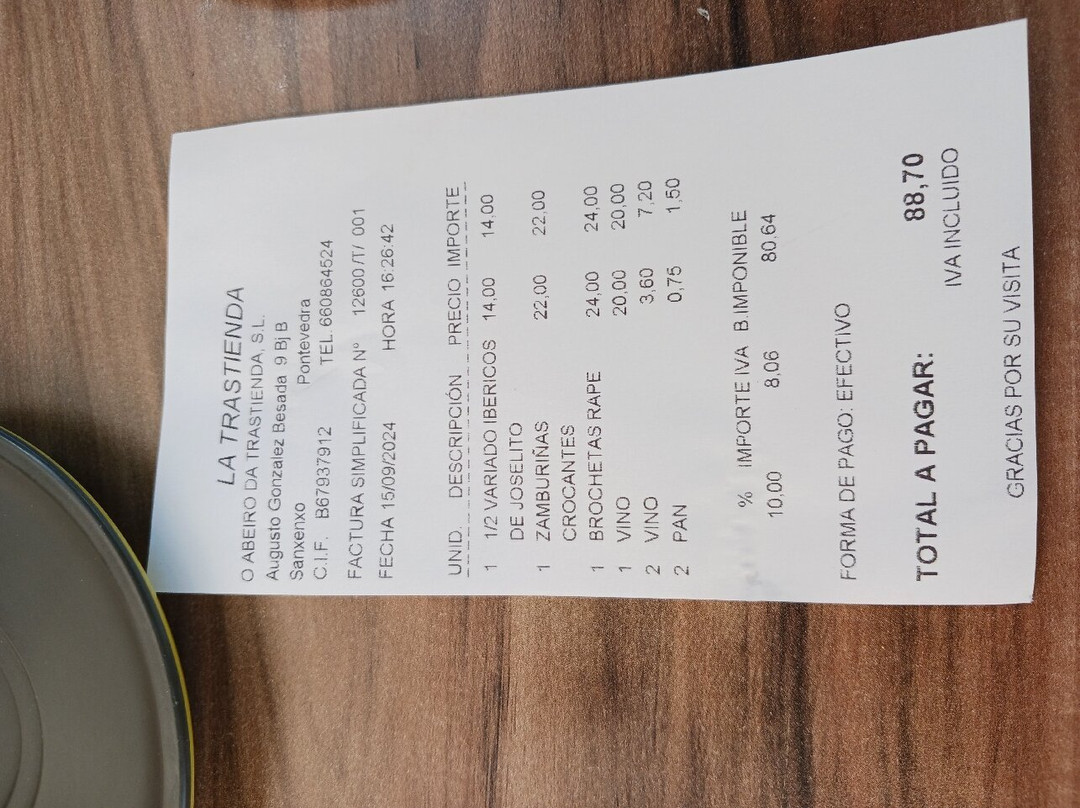 LA TRASTIENDA
O ABEIRO DA TRASTIENDA, S.L.
Augusto Gonzalez Besada 9 Bj B
Sanxenxo Pontevedra
C.I.F. B67937912 TEL. 660864524
FACTURA SIMPLIFICADA Nº 12600 /T/ 001
FECHA 15/09/2024 HORA 16:26:42
UNID. DESCRIPCIÓN PRECIO IMPORTE
1 1/2 VARIADO IBERICOS 14,00 14,00
DE JOSELITO
1 ZAMBURIÑAS 22,00 22,00
CROCANTES
1 BROCHETAS RAPE 24,00 24,00
1 VINO 20,00 20,00
2 VINO 3,60 7,20
2 PAN 0,75 1,50
% IMPORTE IVA B.IMPONIBLE
10,00 8,06 80,64
FORMA DE PAGO: EFECTIVO
TOTAL A PAGAR: 88,70
IVA INCLUIDO
GRACIAS POR SU VISITA